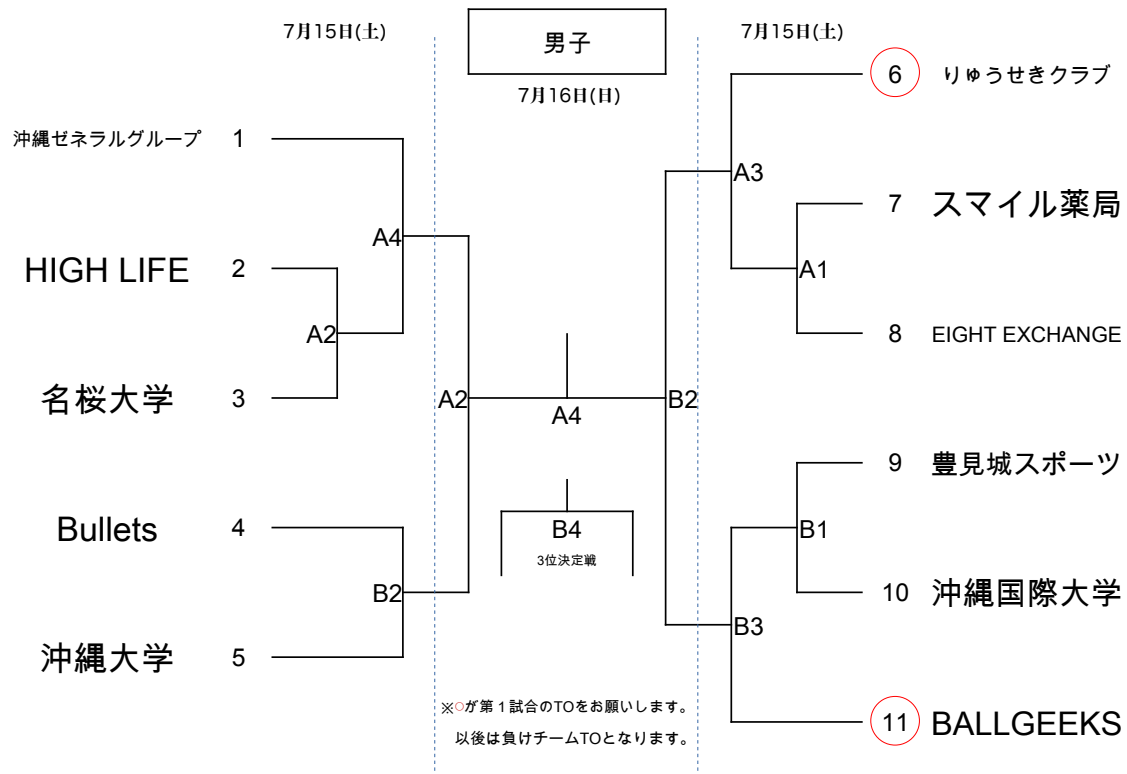 男子
7月15日(土)
7月16日(日)
7月15日(土)
沖縄ゼネラルグループ 1
HIGH LIFE 2
名桜大学 3
Bullets 4
沖縄大学 5
A4
A2
B2
A2
A4
B4
3位決定戦
B2
A3
A1
B1
B3
6 りゅうせきクラブ
7 スマイル薬局
8 EIGHT EXCHANGE
9 豊見城スポーツ
10 沖縄国際大学
11 BALLGEEKS
※○が第１試合のTOをお願いします。
以後は負けチームTOとなります。